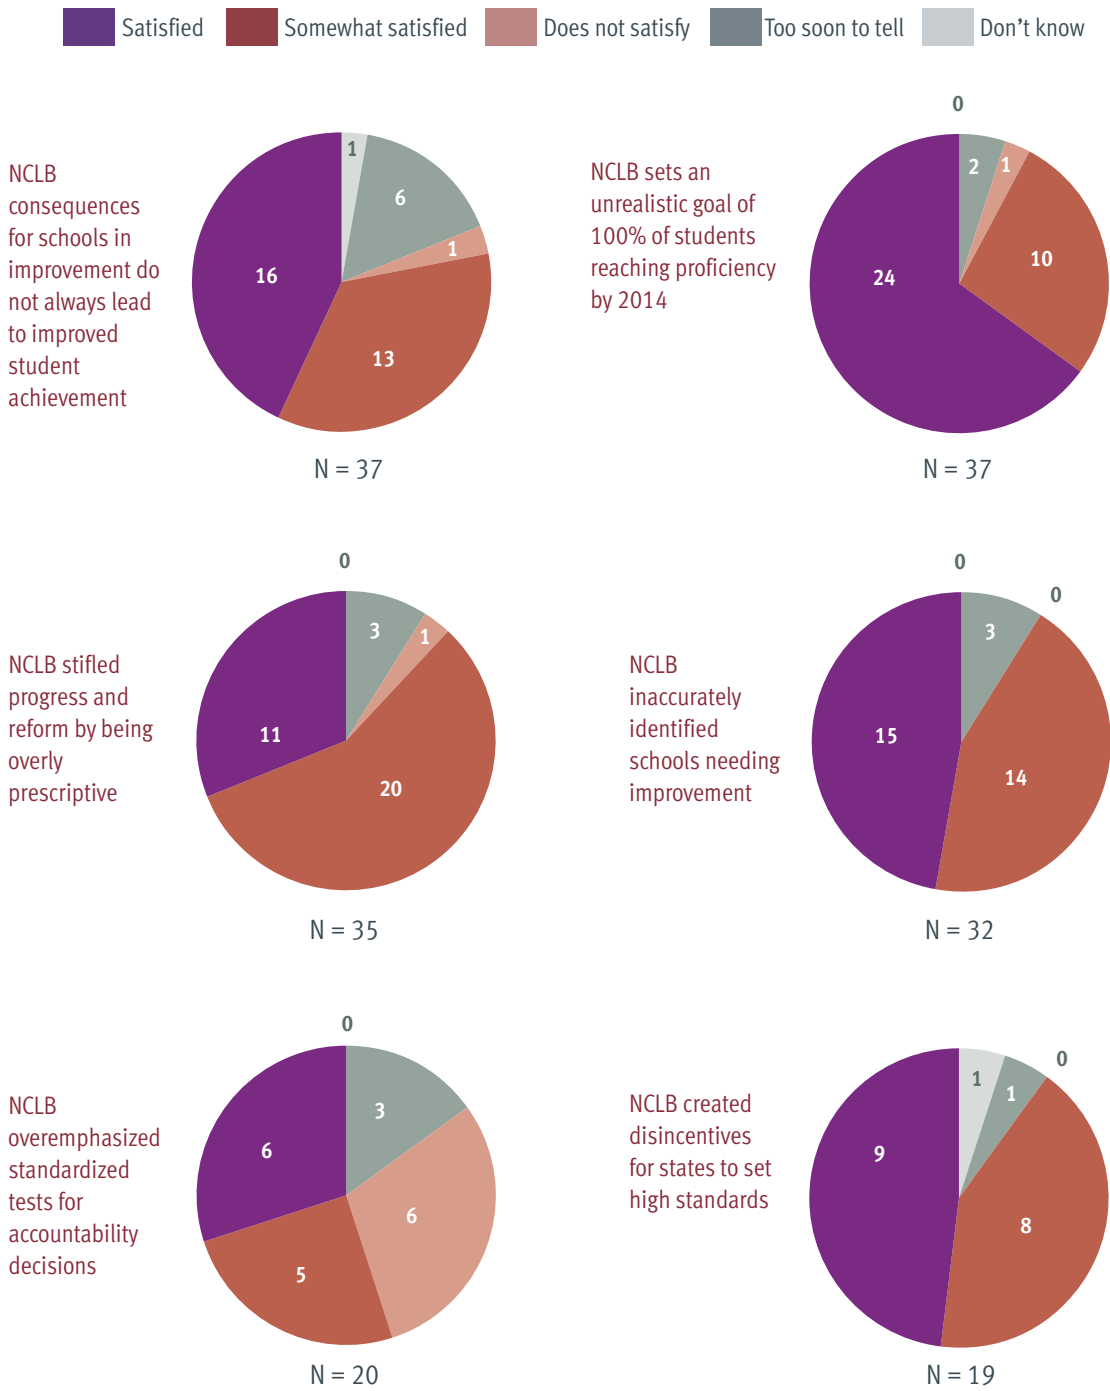 Satisfied
Somewhat satisfied
Does not satisfy
Too soon to tell
Don't know
NCLB
consequences
for schools in
improvement do
not always lead
to improved
student
achievement
1
6
1
13
16
N = 37
NCLB sets an
unrealistic goal of
100% of students
reaching proficiency
by 2014
0
2
1
10
24
N = 37
NCLB stifled
progress and
reform by being
overly
prescriptive
0
3
1
20
11
N = 35
NCLB
inaccurately
identified
schools needing
improvement
0
0
3
14
15
N = 32
NCLB
overemphasized
standardized
tests for
accountability
decisions
0
3
6
5
6
N = 20
NCLB created
disincentives
for states to set
high standards
1
1
0
8
9
N = 19